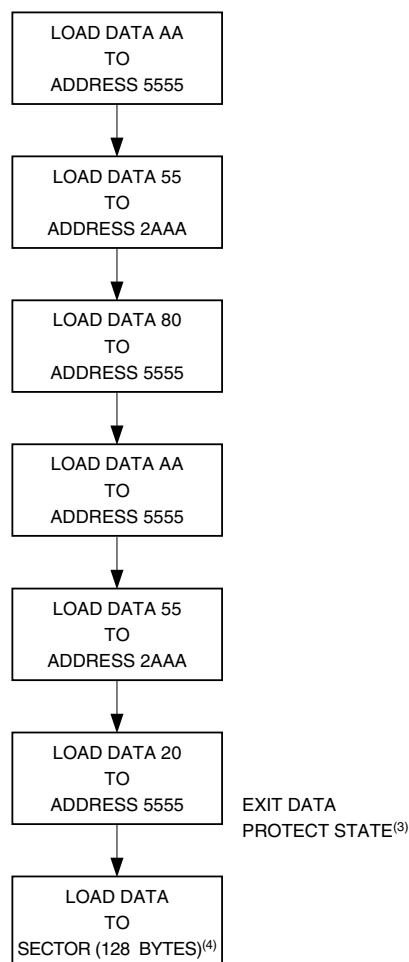 LOAD DATA AA
TO
ADDRESS 5555
LOAD DATA 55
TO
ADDRESS 2AAA
LOAD DATA 80
TO
ADDRESS 5555
LOAD DATA AA
TO
ADDRESS 5555
LOAD DATA 55
TO
ADDRESS 2AAA
LOAD DATA 20
TO
ADDRESS 5555
EXIT DATA
PROTECT STATE(3)
LOAD DATA
TO
SECTOR (128 BYTES)(4)